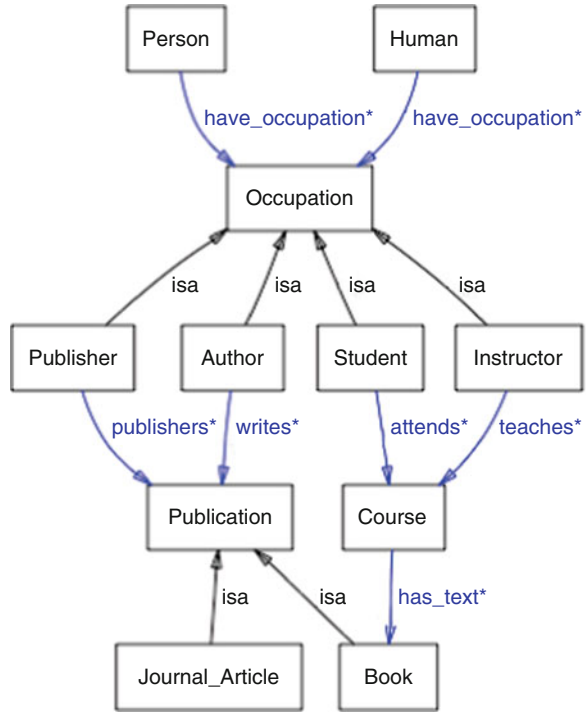 Person
Human
have_occupation*
have_occupation*
Occupation
isa
isa
isa
isa
Publisher
Author
Student
Instructor
publishers*
writes*
attends*
teaches*
Publication
Course
isa
isa
has_text*
Journal_Article
Book